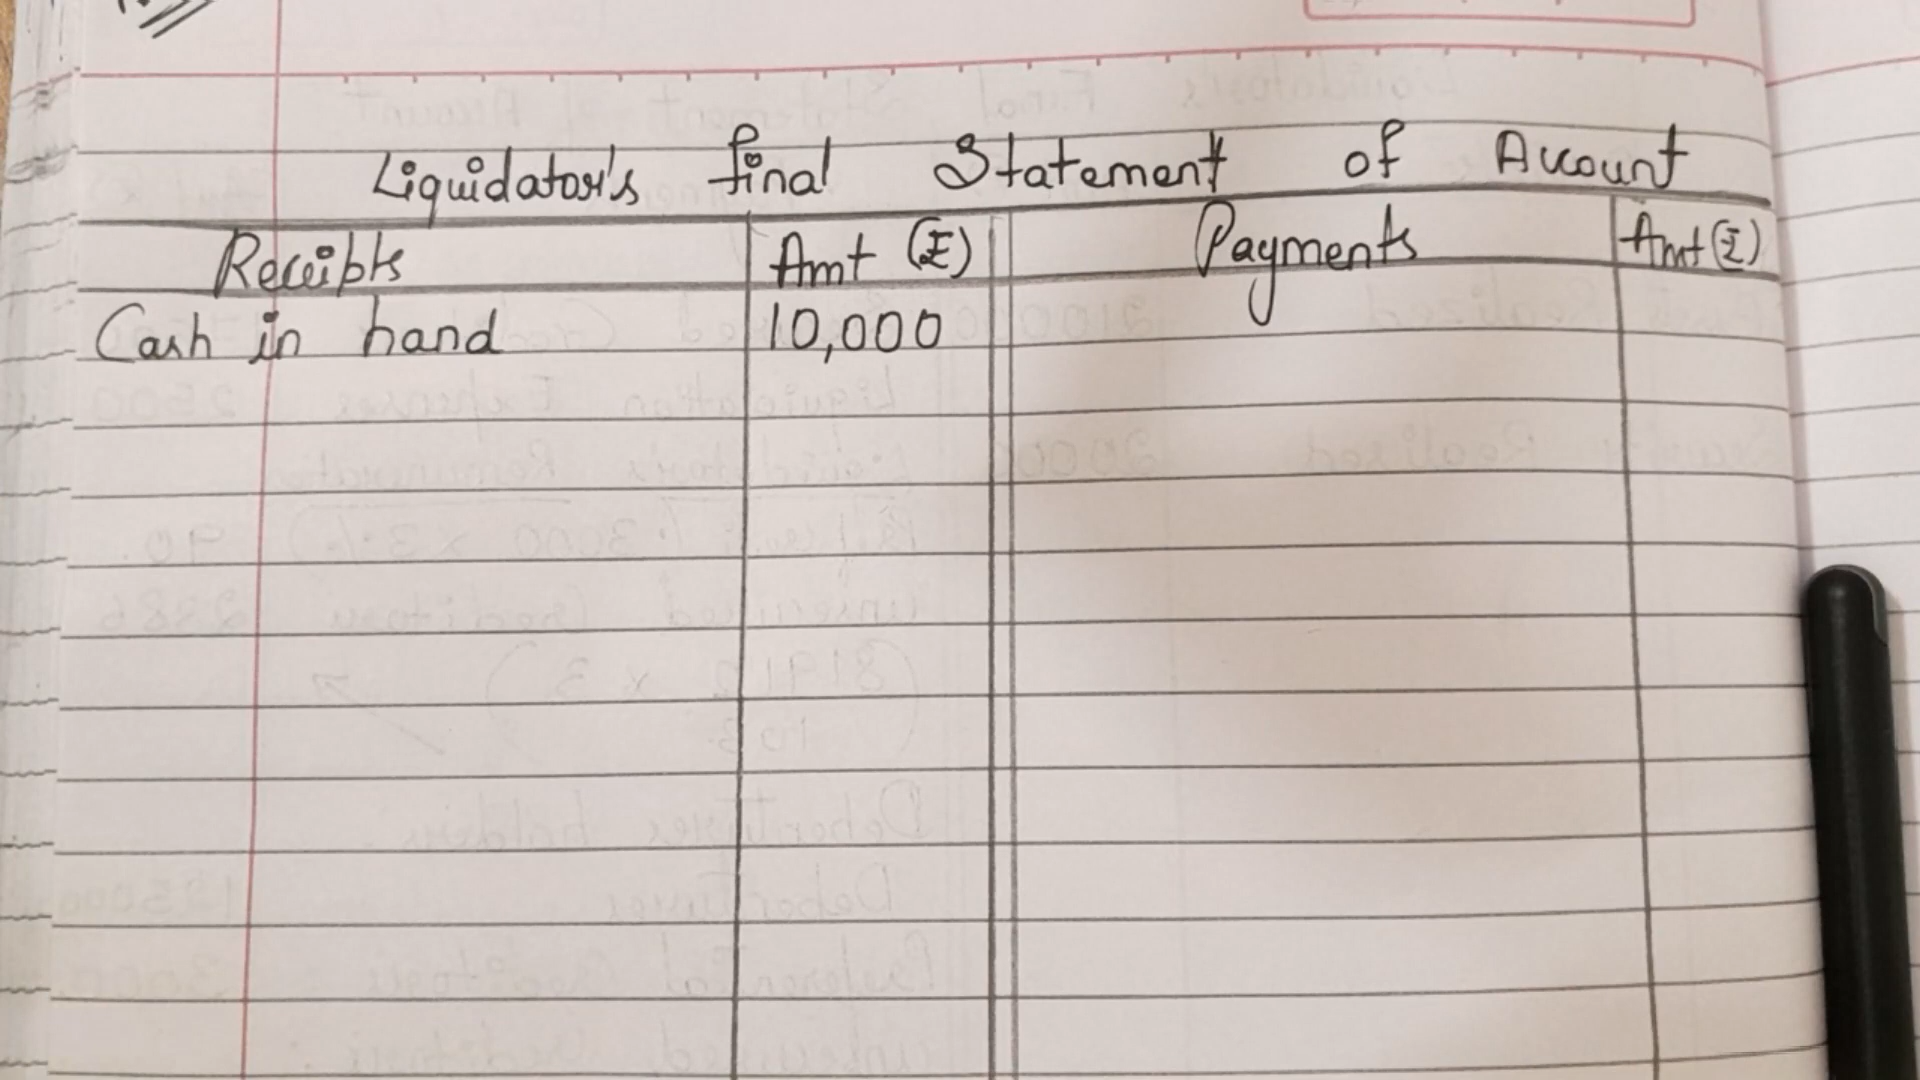 Liquidator's final Statement of Account
Receipts Amt (₹) Payments Amt (₹)
Cash in hand 10,000